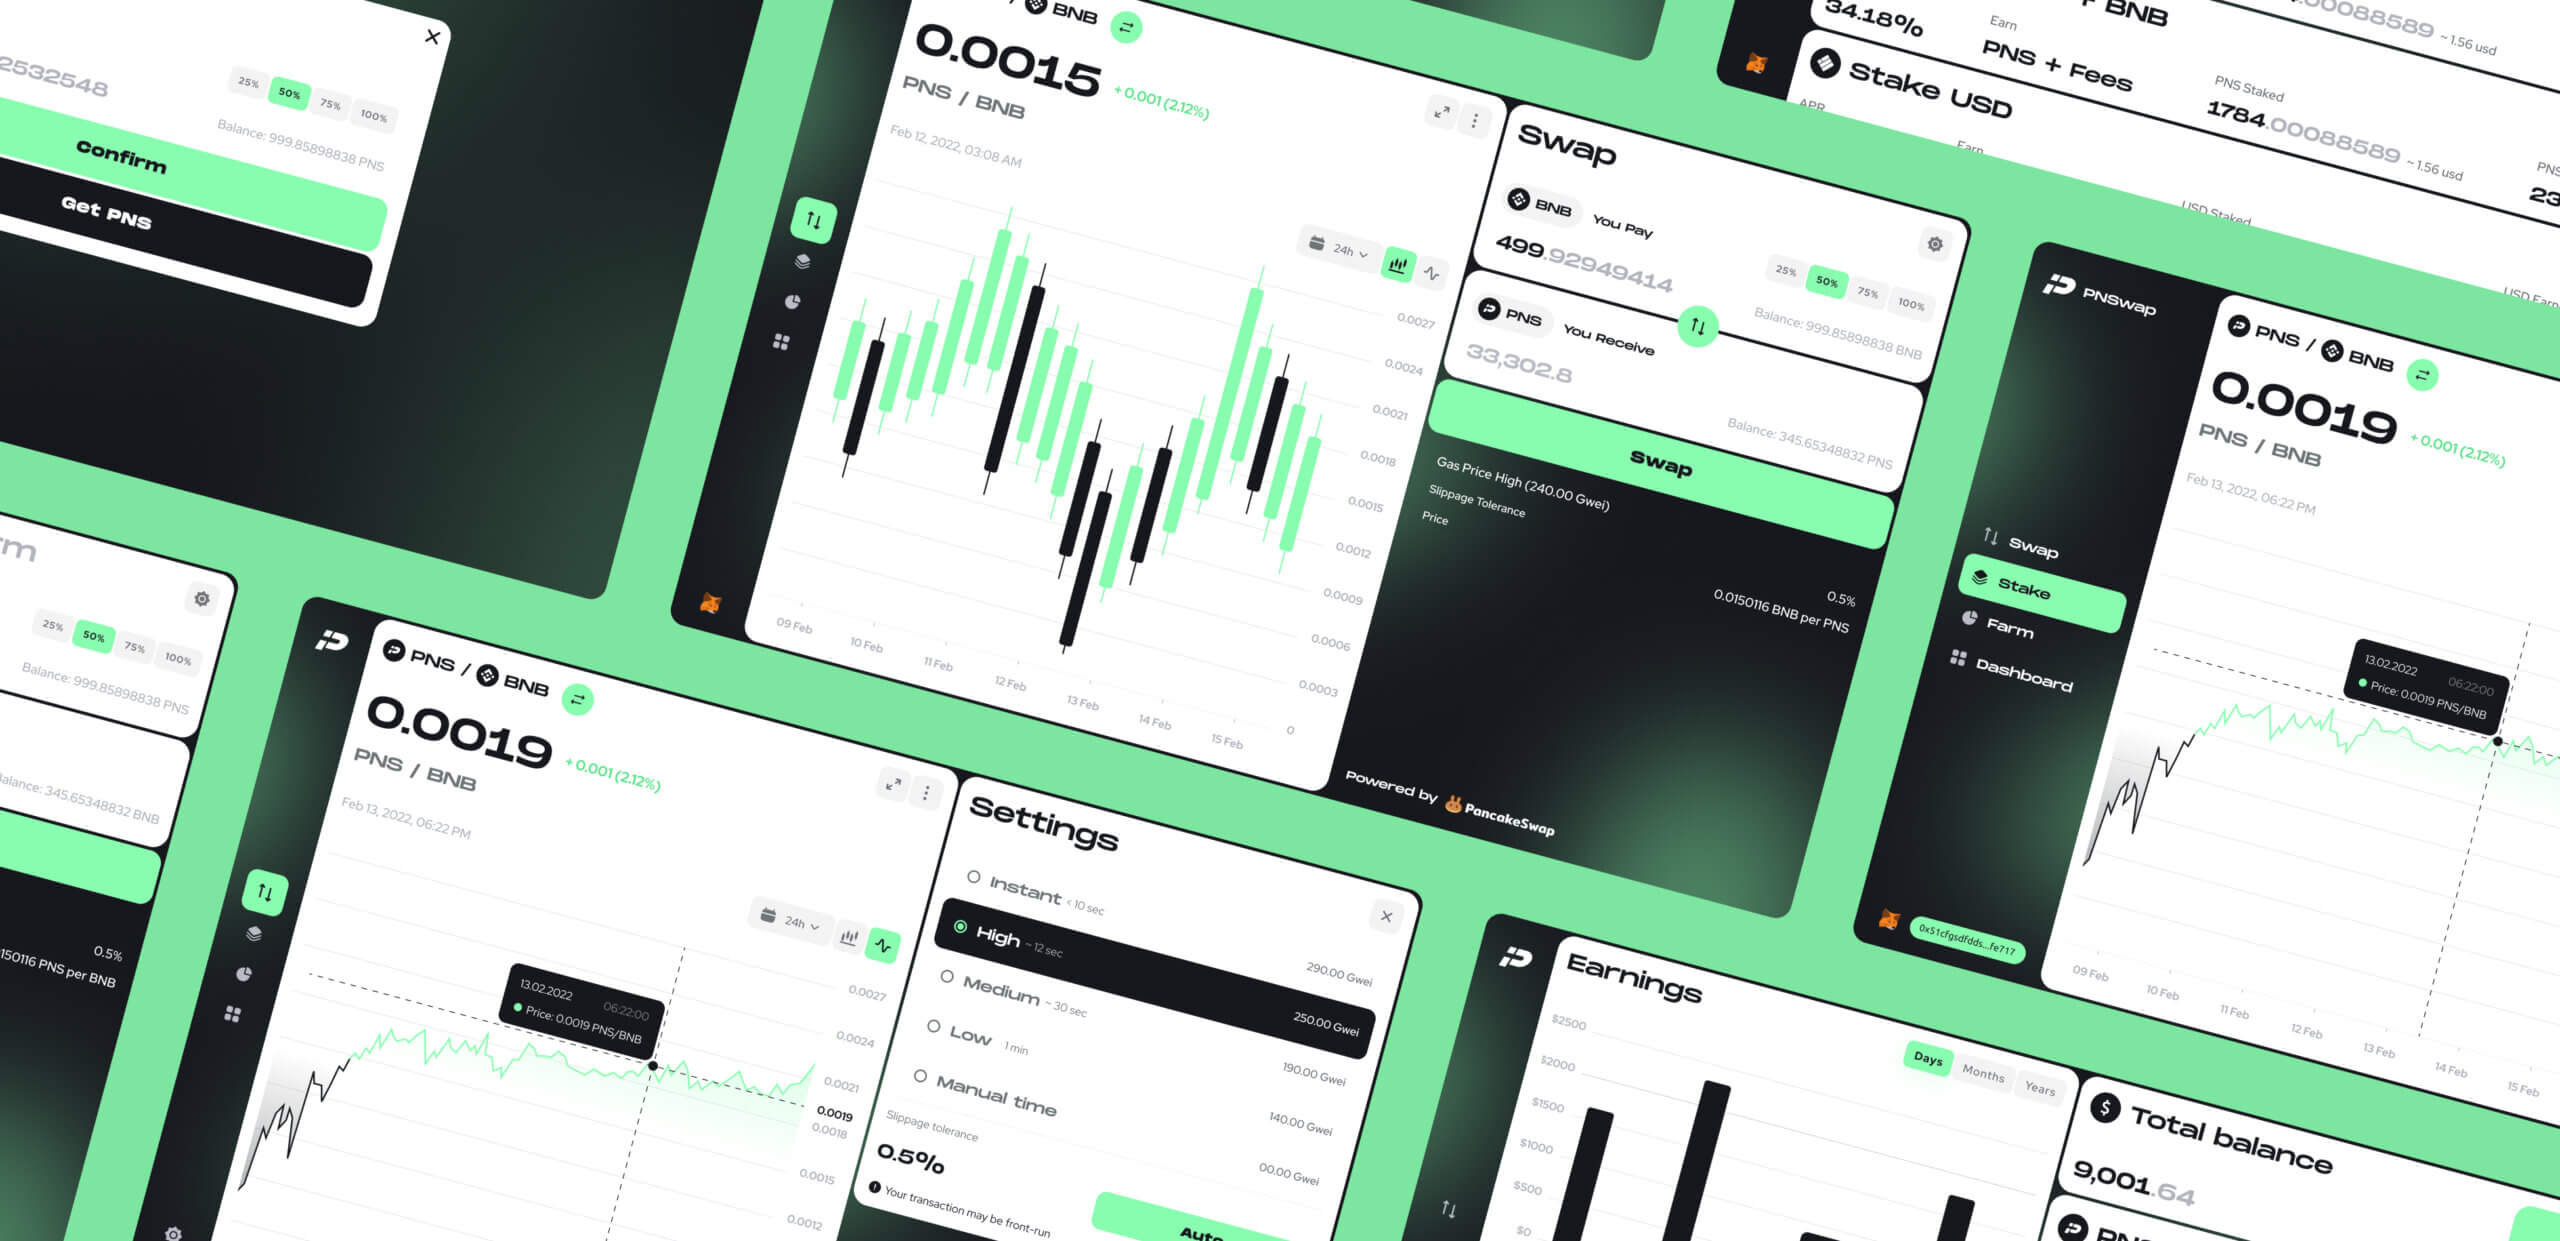 2532548
25%
50%
75%
100%
Balance: 999.85898838 PNS
Confirm
Get PNS
/ BNB
0.0015
+ 0.001 (2.12%)
PNS / BNB
Feb 12, 2022, 03:08 AM
24h
0.0027
0.0024
0.0021
0.0018
0.0015
0.0012
0.0009
0.0006
0.0003
0
09 Feb
10 Feb
11 Feb
12 Feb
13 Feb
14 Feb
15 Feb
Swap
BNB
You Pay
499.92949414
25%
50%
75%
100%
Balance: 999.85898838 BNB
PNS
You Receive
33,302.8
Balance: 345.65348832 PNS
Swap
Gas Price High (240.00 Gwei)
Slippage Tolerance
0.5%
Price
0.0150116 BNB per PNS
Powered by PancakeSwap
34.18%
Earn
BNB
PNS + Fees
.00088589 ~ 1.56 usd
PNS Staked
1784.00088589 ~ 1.56 usd
PNS
23
Stake USD
APR
Earn
USD Staked
USD Earn
PNSwap
Swap
Stake
Farm
Dashboard
0x51cfgsdfdds...fe717
PNS / BNB
0.0019
+ 0.001 (2.12%)
PNS / BNB
Feb 13, 2022, 06:22 PM
13.02.2022
06:22:00
Price: 0.0019 PNS/BNB
09 Feb
10 Feb
11 Feb
12 Feb
13 Feb
14 Feb
15 Feb
rm
25%
50%
75%
100%
Balance: 999.85898838 PNS
Balance: 345.65348832 BNB
0.5%
150116 PNS per BNB
PNS / BNB
0.0019
+ 0.001 (2.12%)
PNS / BNB
Feb 13, 2022, 06:22 PM
24h
13.02.2022
06:22:00
Price: 0.0019 PNS/BNB
0.0027
0.0024
0.0021
0.0019
0.0018
0.0015
0.0012
Settings
Instant < 10 sec
290.00 Gwei
High ~ 12 sec
250.00 Gwei
Medium ~ 30 sec
190.00 Gwei
Low 1 min
140.00 Gwei
Manual time
00.00 Gwei
Slippage tolerance
0.5%
Auto
Your transaction may be front-run
Earnings
Days
Months
Years
$2500
$2000
$1500
$1000
$500
$0
Total balance
9,001.64
PNS